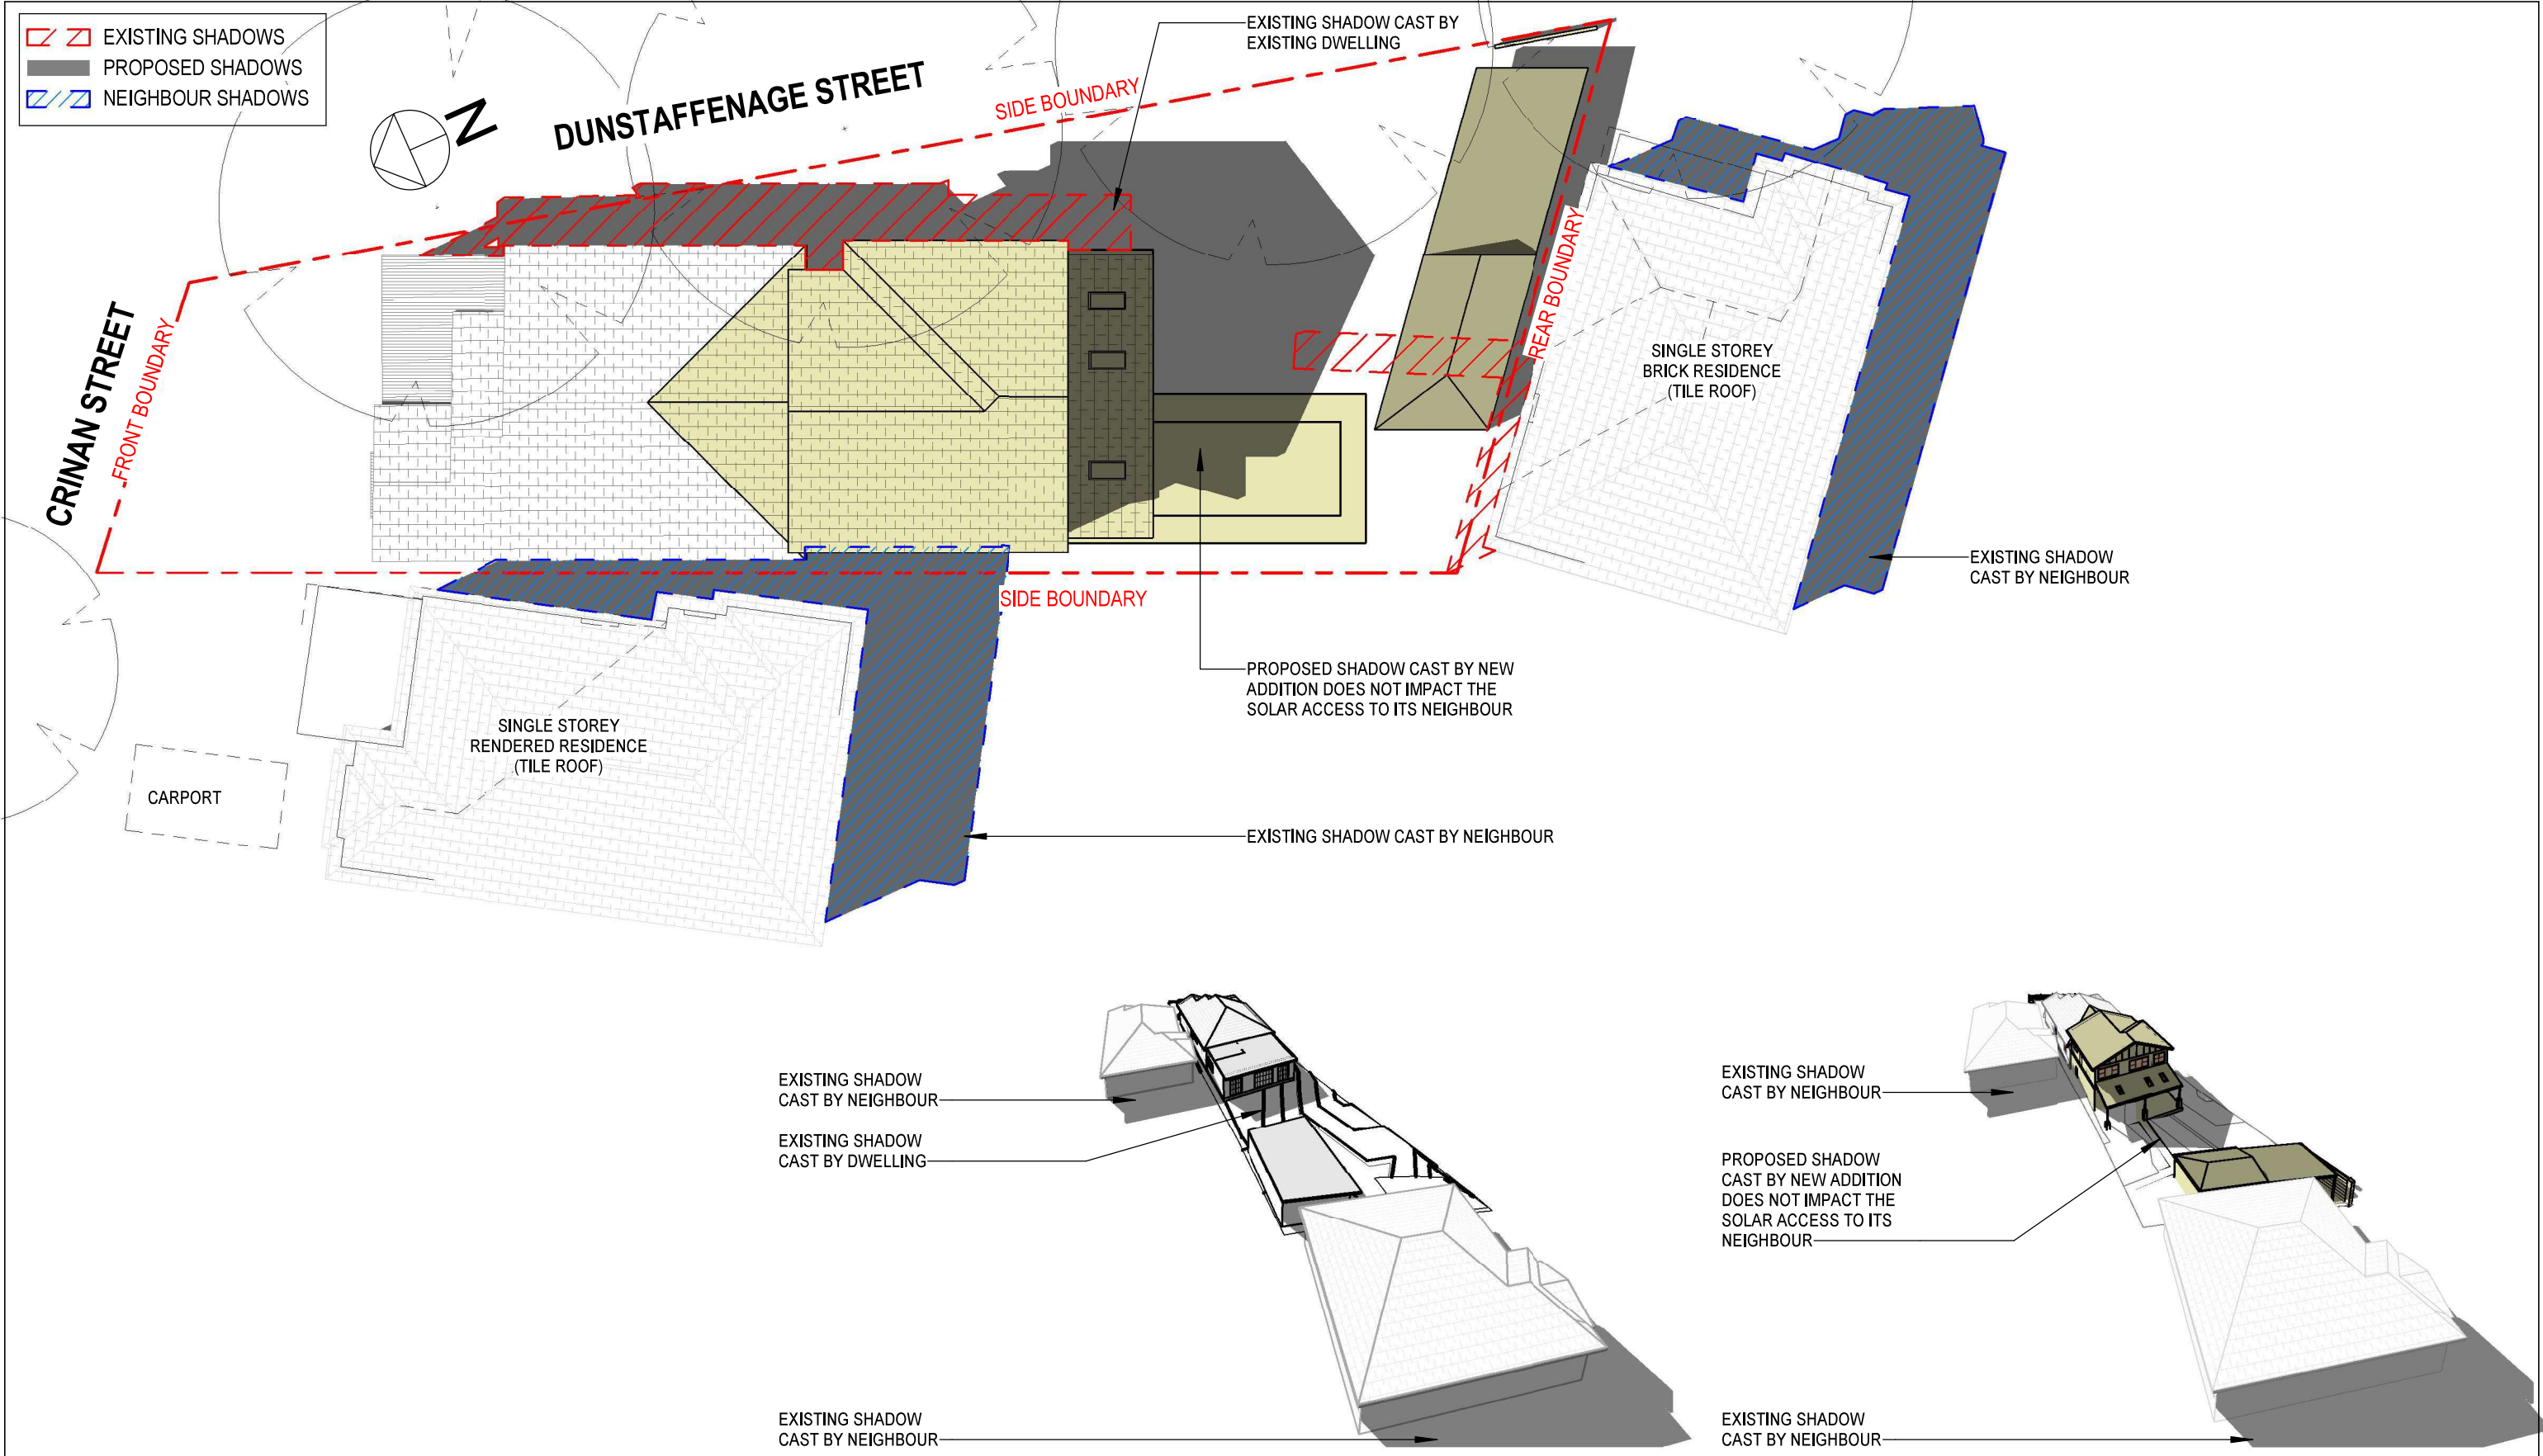 EXISTING SHADOWS
PROPOSED SHADOWS
NEIGHBOUR SHADOWS
N
DUNSTAFFENAGE STREET
SIDE BOUNDARY
EXISTING SHADOW CAST BY
EXISTING DWELLING
CRINAN STREET
FRONT BOUNDARY
REAR BOUNDARY
SINGLE STOREY
BRICK RESIDENCE
(TILE ROOF)
EXISTING SHADOW
CAST BY NEIGHBOUR
SIDE BOUNDARY
PROPOSED SHADOW CAST BY NEW
ADDITION DOES NOT IMPACT THE
SOLAR ACCESS TO ITS NEIGHBOUR
SINGLE STOREY
RENDERED RESIDENCE
(TILE ROOF)
CARPORT
EXISTING SHADOW CAST BY NEIGHBOUR
EXISTING SHADOW
CAST BY NEIGHBOUR
EXISTING SHADOW
CAST BY DWELLING
EXISTING SHADOW
CAST BY NEIGHBOUR
EXISTING SHADOW
CAST BY NEIGHBOUR
PROPOSED SHADOW
CAST BY NEW ADDITION
DOES NOT IMPACT THE
SOLAR ACCESS TO ITS
NEIGHBOUR
EXISTING SHADOW
CAST BY NEIGHBOUR